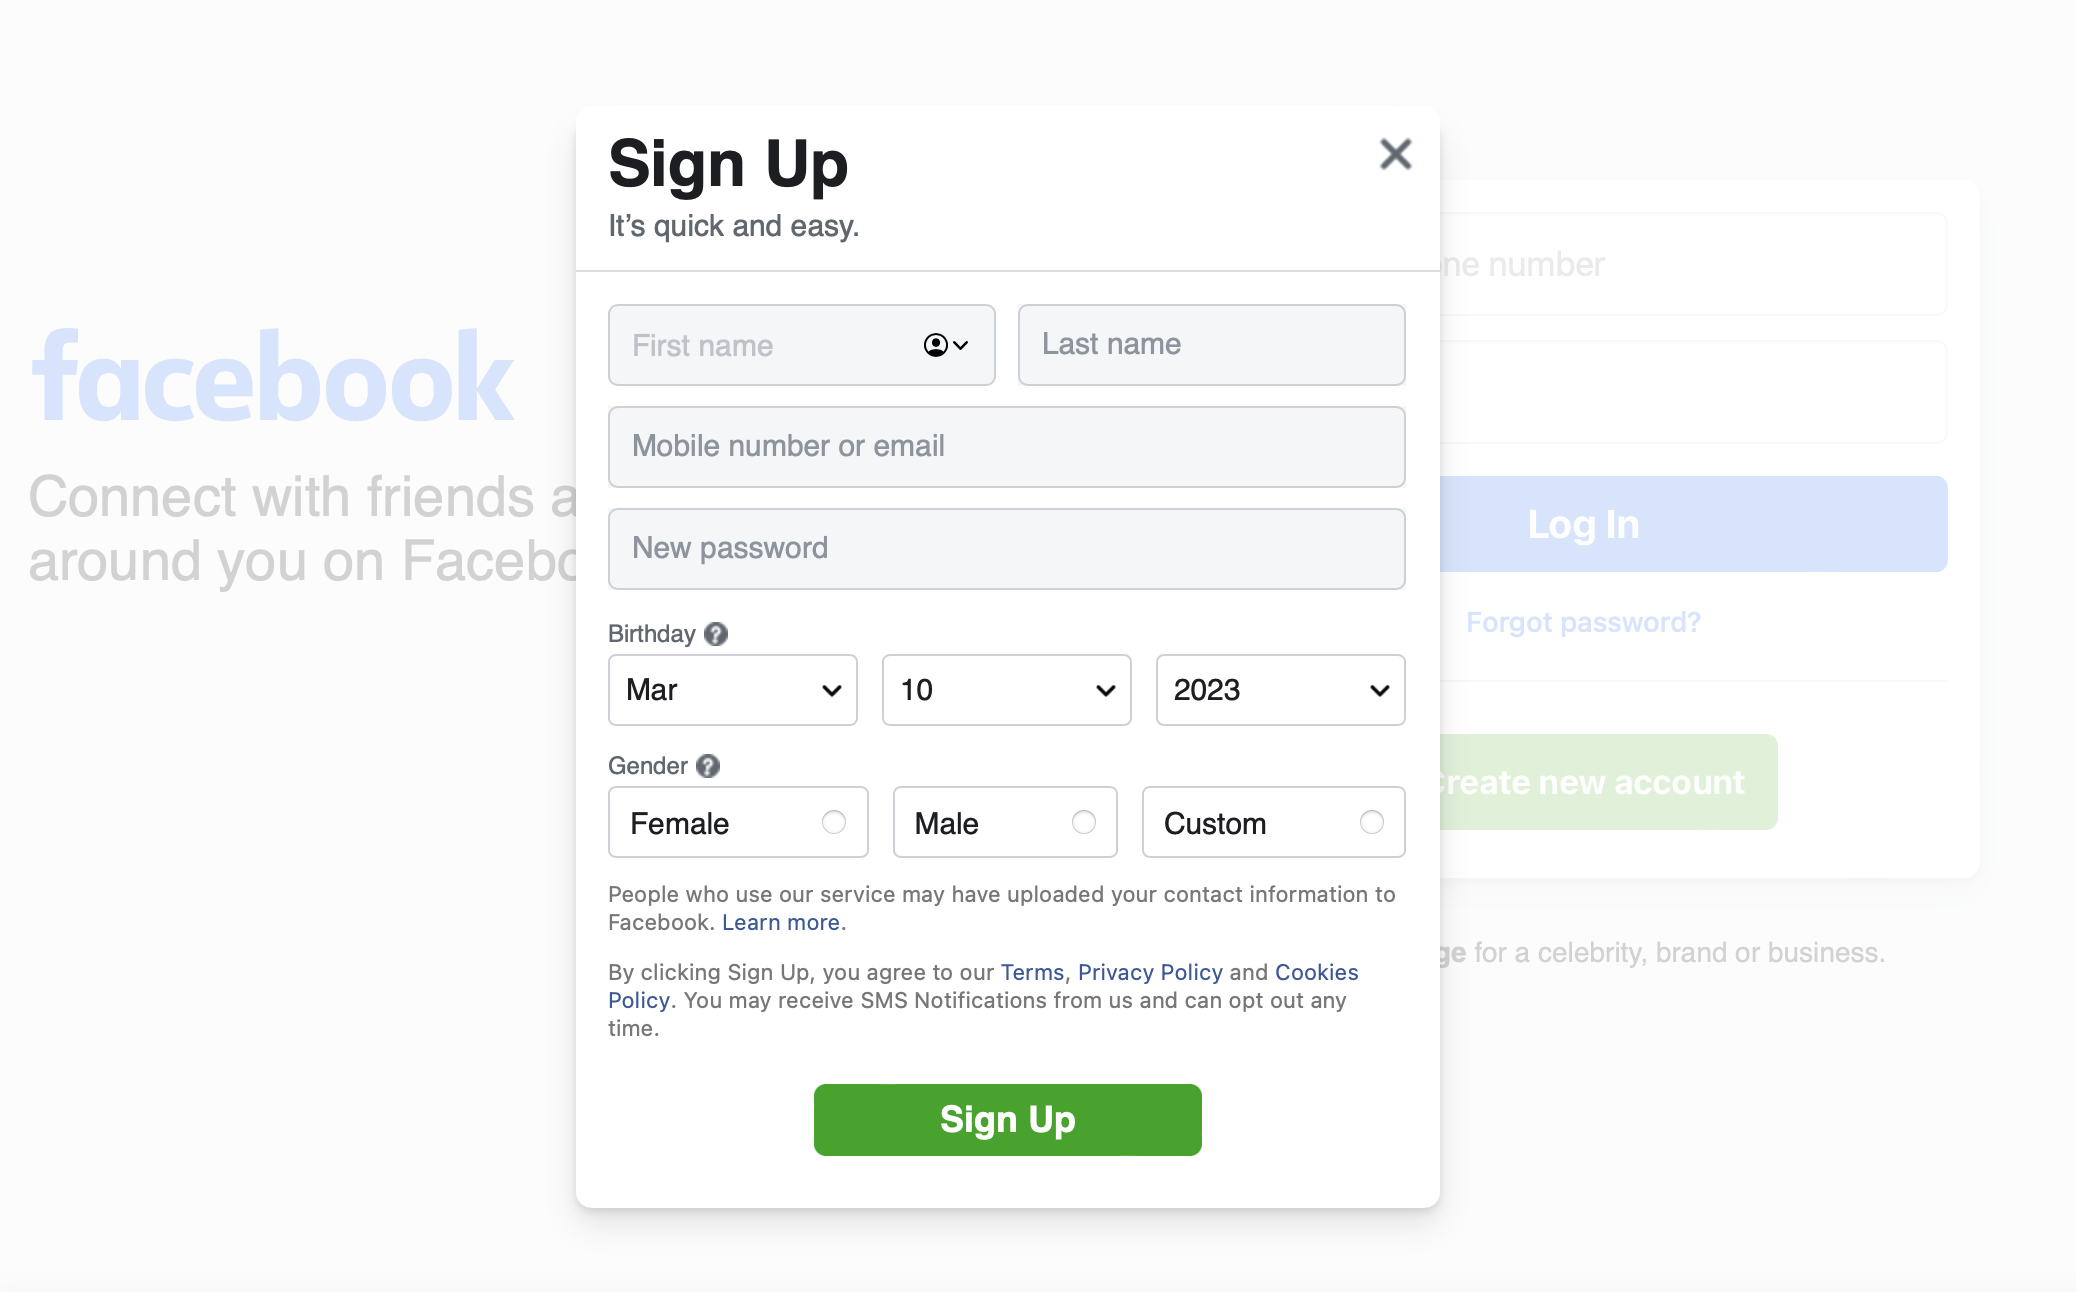 Sign Up
It's quick and easy.
First name
Last name
Mobile number or email
New password
Birthday ?
Mar
10
2023
Gender ?
Female
Male
Custom
People who use our service may have uploaded your contact information to
Facebook. Learn more.
By clicking Sign Up, you agree to our Terms, Privacy Policy and Cookies
Policy. You may receive SMS Notifications from us and can opt out any
time.
Sign Up
facebook
Connect with friends a
around you on Facebo
ne number
Log In
Forgot password?
Create new account
ge for a celebrity, brand or business.